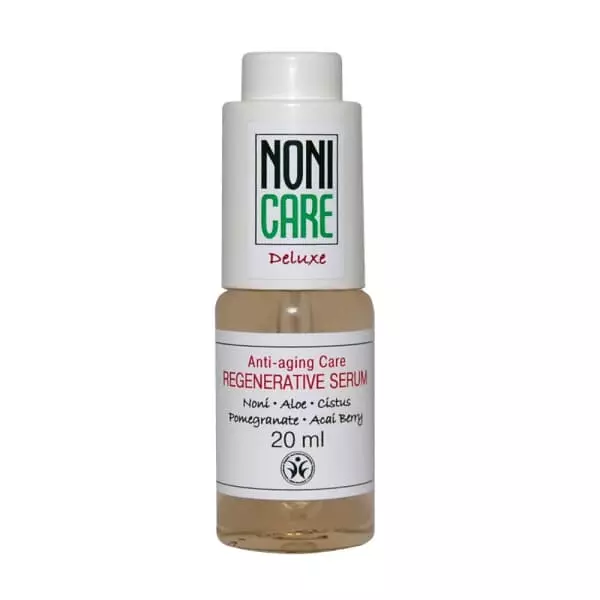 NONI
CARE
Deluxe
Anti-aging Care
REGENERATIVE SERUM
Noni • Aloe • Cistus
Pomegranate • Acai Berry
20 ml